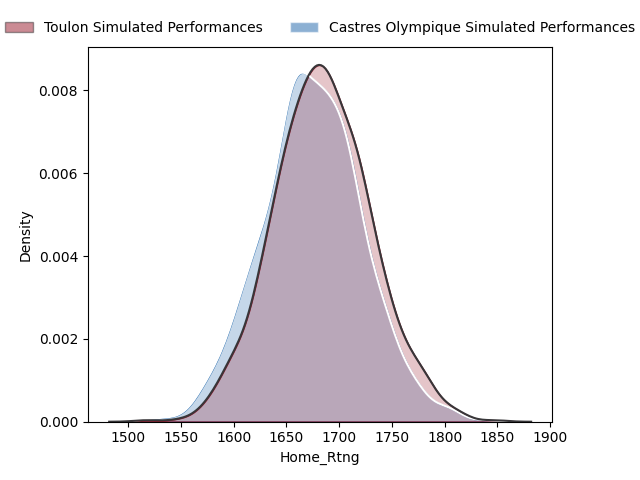 Toulon Simulated Performances
Castres Olympique Simulated Performances
0.008
0.006
0.004
0.002
0.000
Density
1500 1550 1600 1650 1700 1750 1800 1850 1900
Home_Rtng